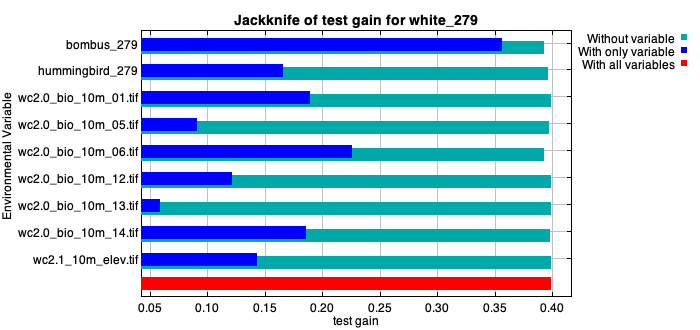 Jackknife of test gain for white_279
Without variable
With only variable
With all variables
Environmental Variable
bombus_279
hummingbird_279
wc2.0_bio_10m_01.tif
wc2.0_bio_10m_05.tif
wc2.0_bio_10m_06.tif
wc2.0_bio_10m_12.tif
wc2.0_bio_10m_13.tif
wc2.0_bio_10m_14.tif
wc2.1_10m_elev.tif
0.05 0.10 0.15 0.20 0.25 0.30 0.35 0.40
test gain